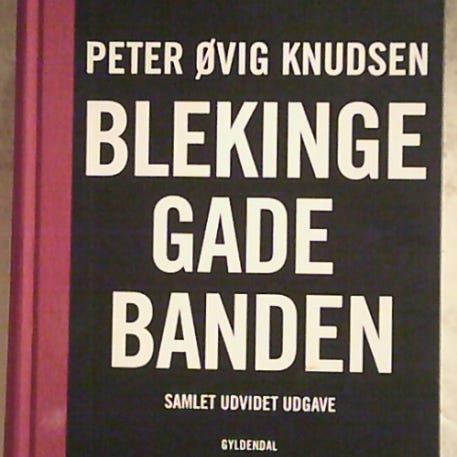 PETER ØVIG KNUDSEN
BLEKINGE
GADE
BANDEN
SAMLET UDVIDET UDGAVE
GYLDENDAL